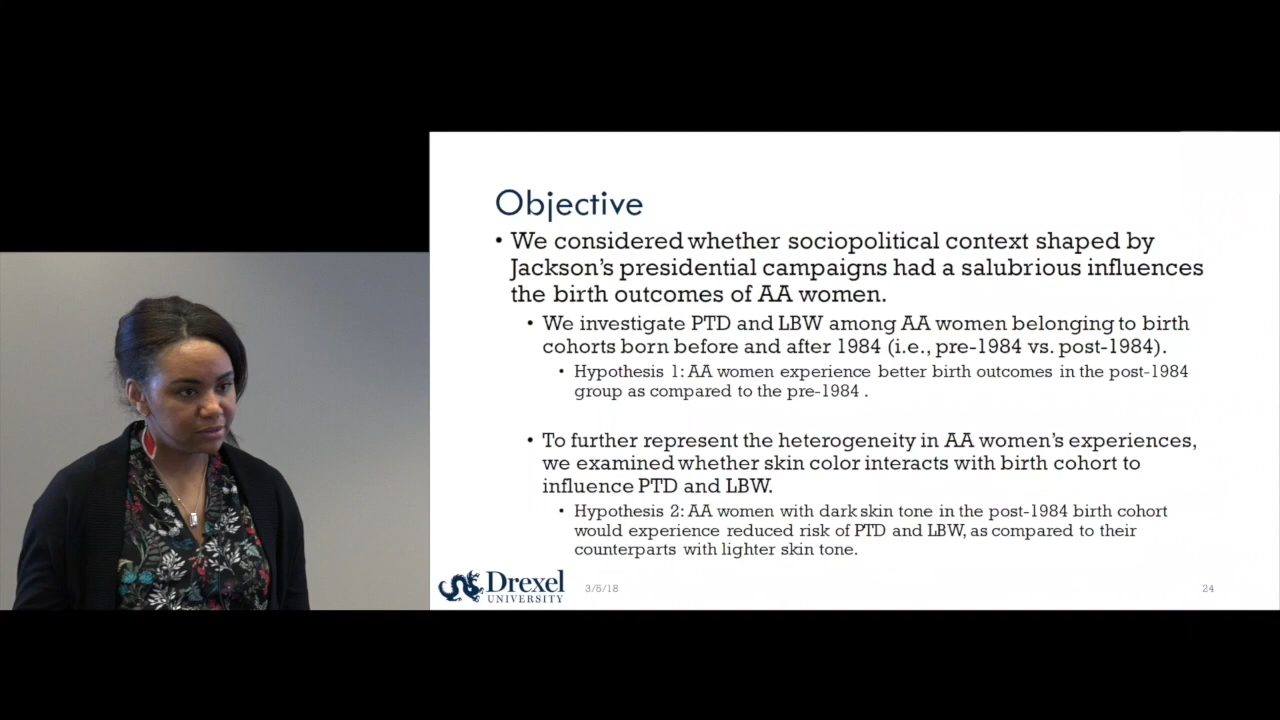 Objective
• We considered whether sociopolitical context shaped by
Jackson's presidential campaigns had a salubrious influences
the birth outcomes of AA women.
• We investigate PTD and LBW among AA women belonging to birth
cohorts born before and after 1984 (i.e., pre-1984 vs. post-1984).
• Hypothesis 1: AA women experience better birth outcomes in the post-1984
group as compared to the pre-1984 .
• To further represent the heterogeneity in AA women's experiences,
we examined whether skin color interacts with birth cohort to
influence PTD and LBW.
• Hypothesis 2: AA women with dark skin tone in the post-1984 birth cohort
would experience reduced risk of PTD and LBW, as compared to their
counterparts with lighter skin tone.
Drexel
UNIVERSITY
3/5/18
24